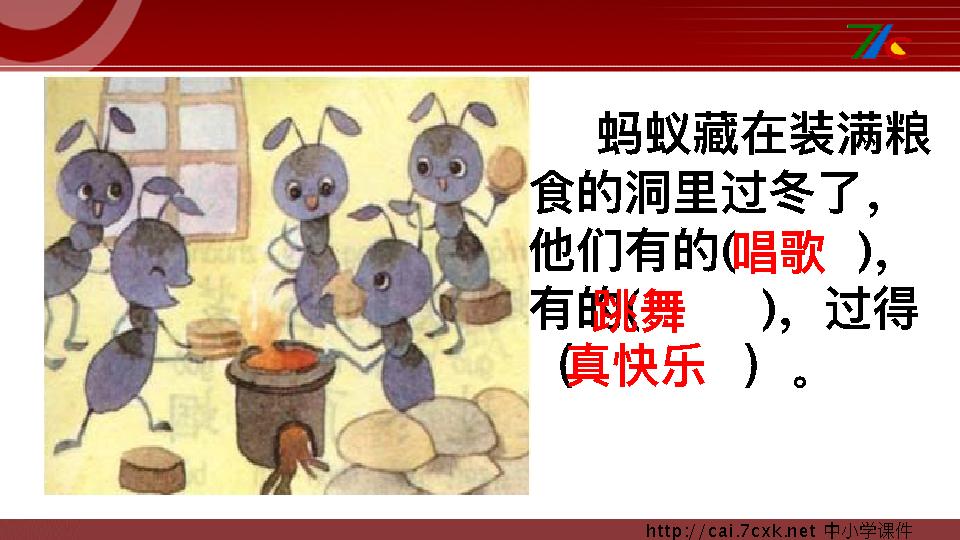 蚂蚁藏在装满粮
食的洞里过冬了，
他们有的(唱歌 ),
有的(跳舞 )，过得
(真快乐 ）。
http://cai.7cxk.net 中小学课件